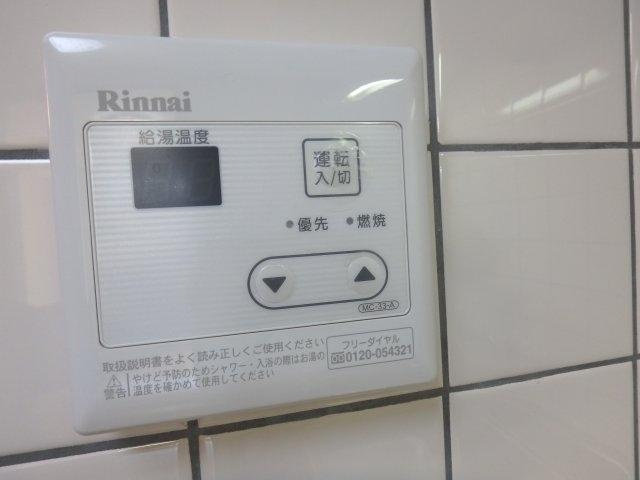 Rinnai
給湯温度
運転
入/切
優先 燃焼
▼ ▲
MC-33-A
取扱説明書をよく読み正しくご使用ください
警告 やけど予防のためシャワー・入浴の際はお湯の
温度を確かめて使用してください
フリーダイヤル
0120-054321